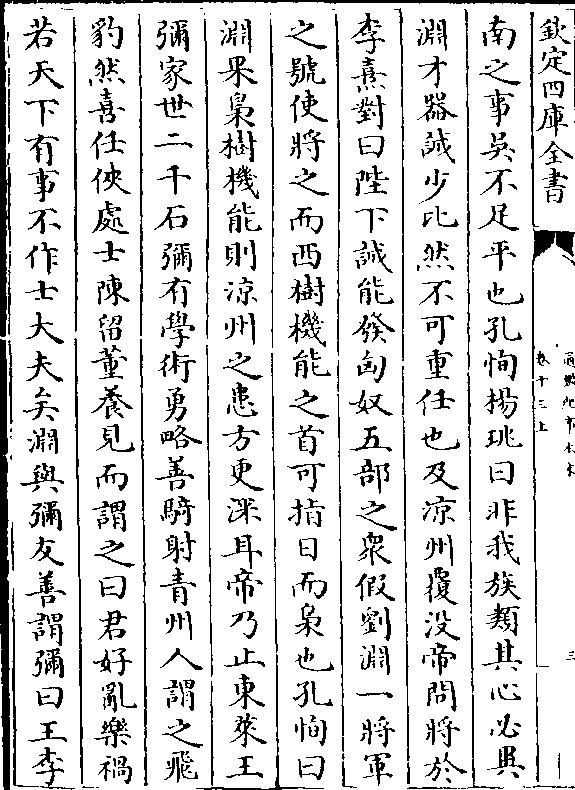 欽定四庫全書
通鑑紀事本末
卷十三上
三
南之事吳不足平也孔恂楊珧曰非我族類其心必異
淵才器誠少比然不可重任也及涼州覆没帝問將於
李憙對曰陛下誠能發匈奴五部之衆假劉淵一將軍
之號使將之而西樹機能之首可指日而梟也孔恂曰
淵果梟樹機能則涼州之患方更深耳帝乃止東萊王
彌家世二千石彌有學術勇略善騎射青州人謂之飛
豹然喜任俠處士陳留董養見而謂之曰君好亂樂禍
若天下有事不作士大夫矣淵與彌友善謂彌曰王李